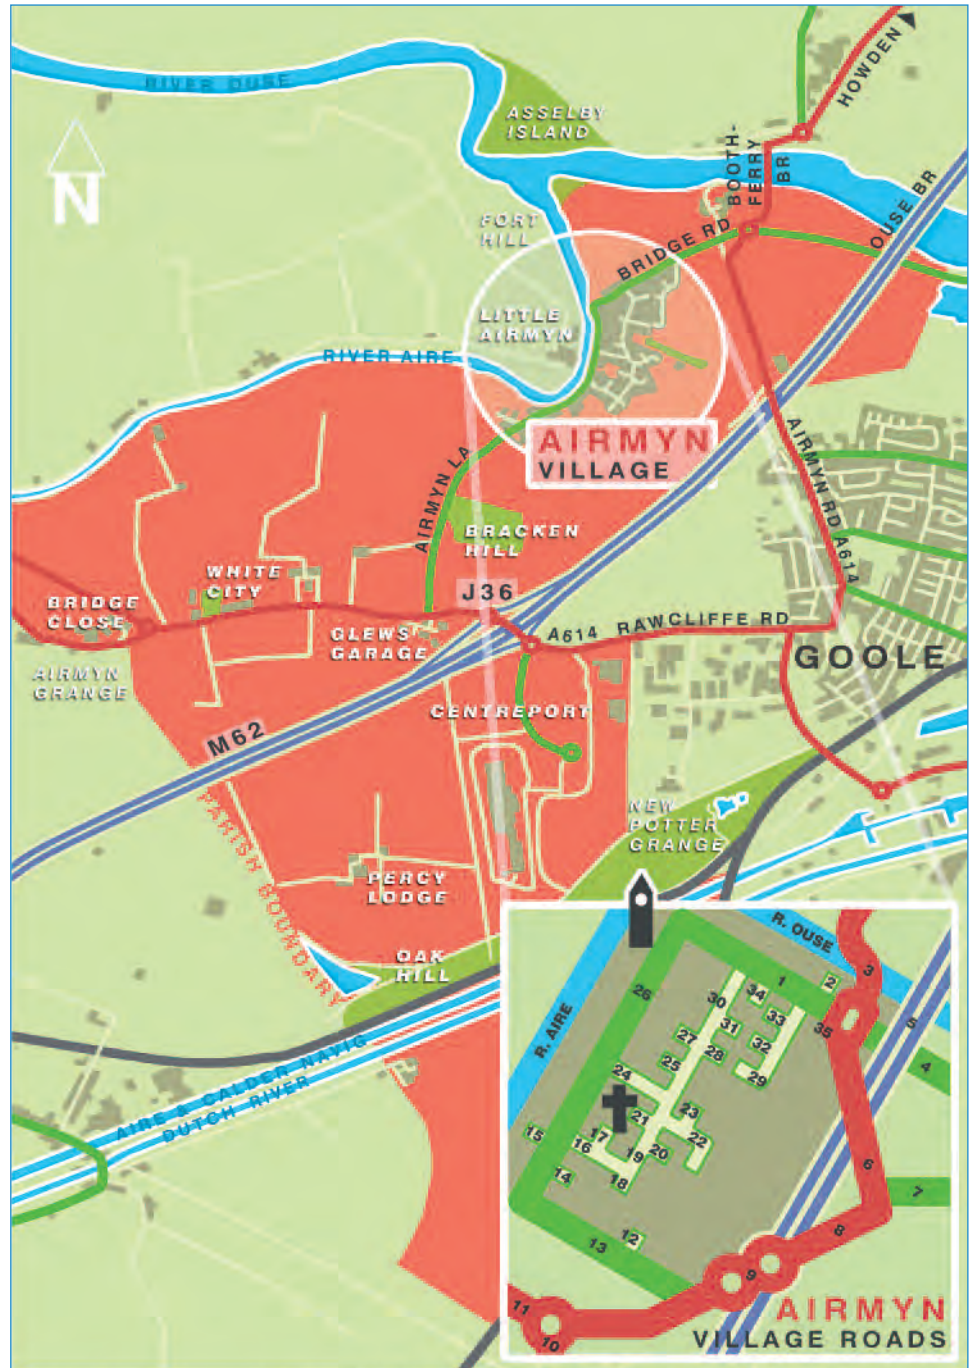 RIVER OUSE
N
ASSELBY
ISLAND
HOWDEN
BOOTH-
FERRY
BR
OUSE BR
FORT
HILL
BRIDGE RD
LITTLE
AIRMYN
RIVER AIRE
AIRMYN
VILLAGE
AIRMYN LA
AIRMYN RD A614
BRACKEN
HILL
WHITE
CITY
J36
BRIDGE
CLOSE
GLEWS
GARAGE
A614 RAWCLIFFE RD
GOOLE
AIRMYN
GRANGE
CENTREPORT
M62
PARISH BOUNDARY
NEW
POTTER
GRANGE
PERCY
LODGE
OAK
HILL
AIRE & CALDER NAVIG
DUTCH RIVER
R. OUSE
R. AIRE
1
2
3
4
5
6
7
8
9
10
11
12
13
14
15
16
17
18
19
20
21
22
23
24
25
26
27
28
29
30
31
32
33
34
35
AIRMYN
VILLAGE ROADS